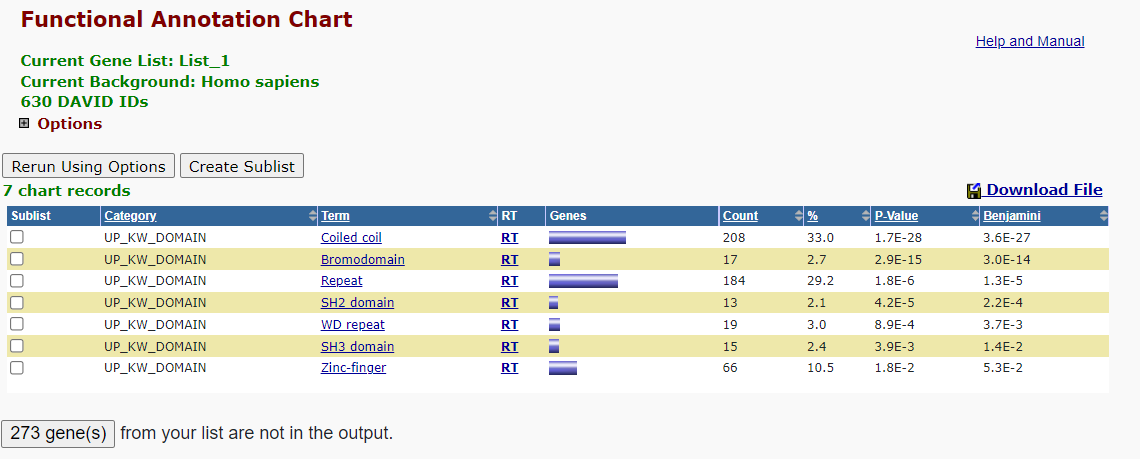 Functional Annotation Chart
Help and Manual
Current Gene List: List_1
Current Background: Homo sapiens
630 DAVID IDs
Options
Rerun Using Options Create Sublist
7 chart records Download File
Sublist Category Term RT Genes Count % P-Value Benjamini
UP_KW_DOMAIN Coiled coil RT 208 33.0 1.7E-28 3.6E-27
UP_KW_DOMAIN Bromodomain RT 17 2.7 2.9E-15 3.0E-14
UP_KW_DOMAIN Repeat RT 184 29.2 1.8E-6 1.3E-5
UP_KW_DOMAIN SH2 domain RT 13 2.1 4.2E-5 2.2E-4
UP_KW_DOMAIN WD repeat RT 19 3.0 8.9E-4 3.7E-3
UP_KW_DOMAIN SH3 domain RT 15 2.4 3.9E-3 1.4E-2
UP_KW_DOMAIN Zinc-finger RT 66 10.5 1.8E-2 5.3E-2
273 gene(s) from your list are not in the output.